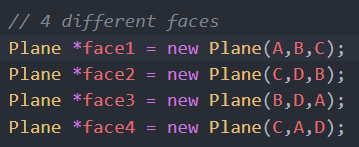 // 4 different faces
Plane *face1 = new Plane(A,B,C);
Plane *face2 = new Plane(C,D,B);
Plane *face3 = new Plane(B,D,A);
Plane *face4 = new Plane(C,A,D);